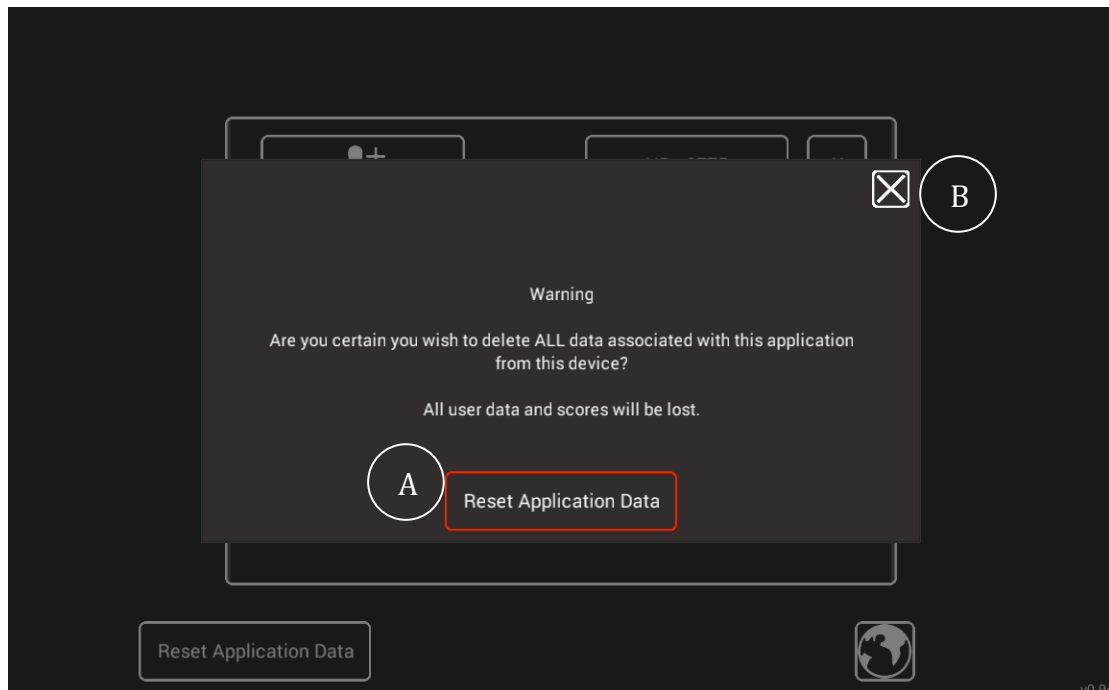 B
Warning
Are you certain you wish to delete ALL data associated with this application
from this device?
All user data and scores will be lost.
A
Reset Application Data
Reset Application Data